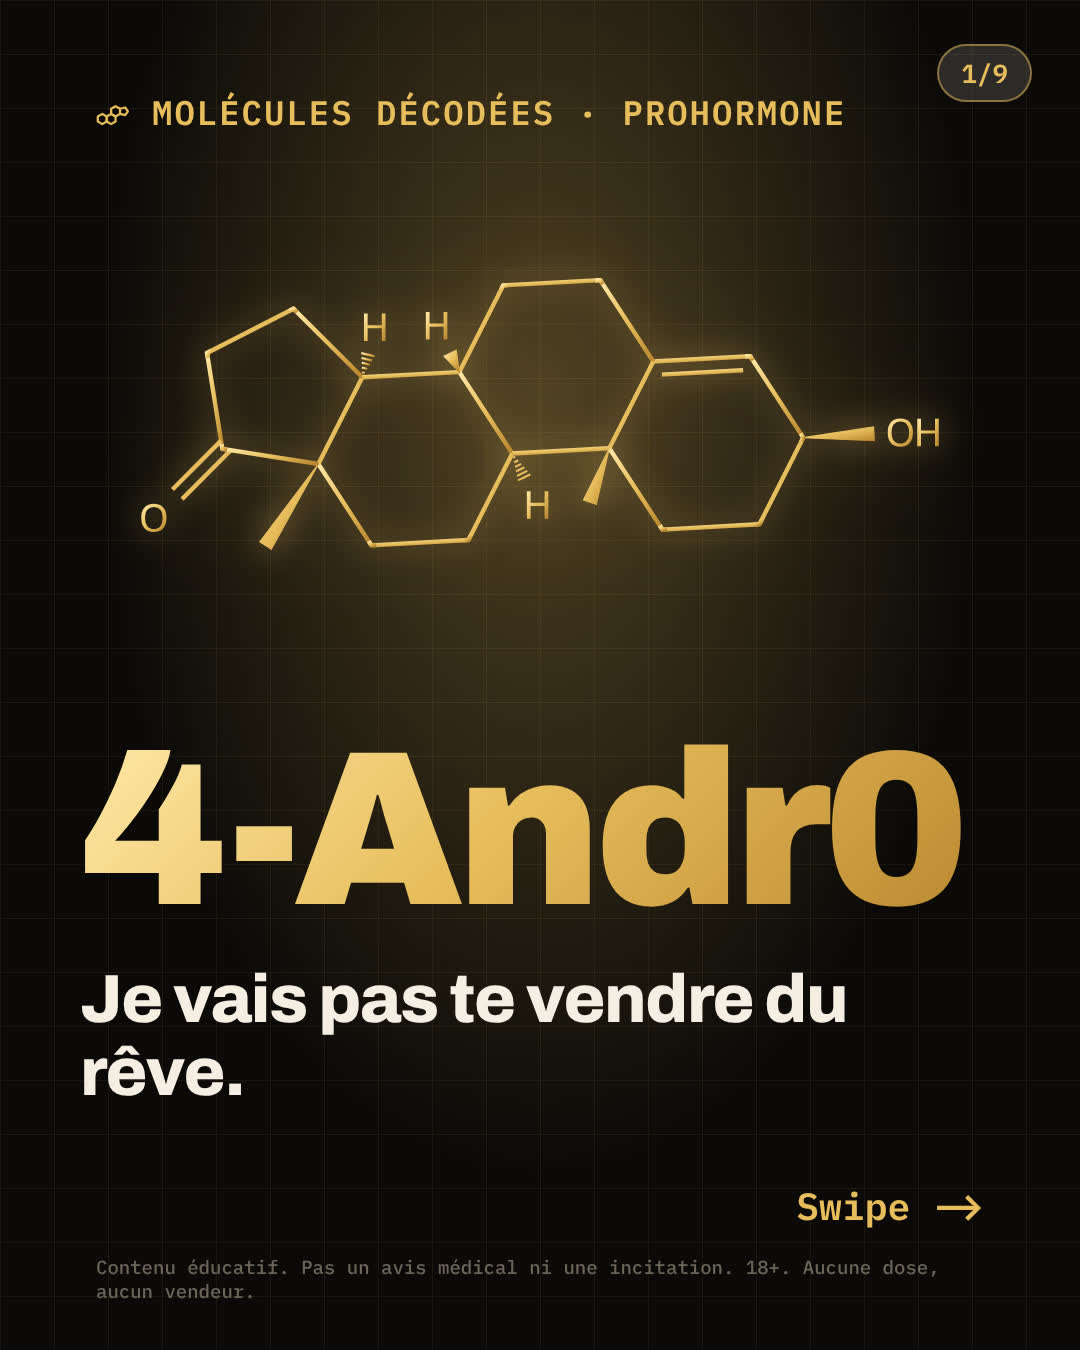 MOLÉCULES DÉCODÉES · PROHORMONE
1/9
H H
OH
H
O
4-Andr0
Je vais pas te vendre du
rêve.
Swipe →
Contenu éducatif. Pas un avis médical ni une incitation. 18+. Aucune dose,
aucun vendeur.